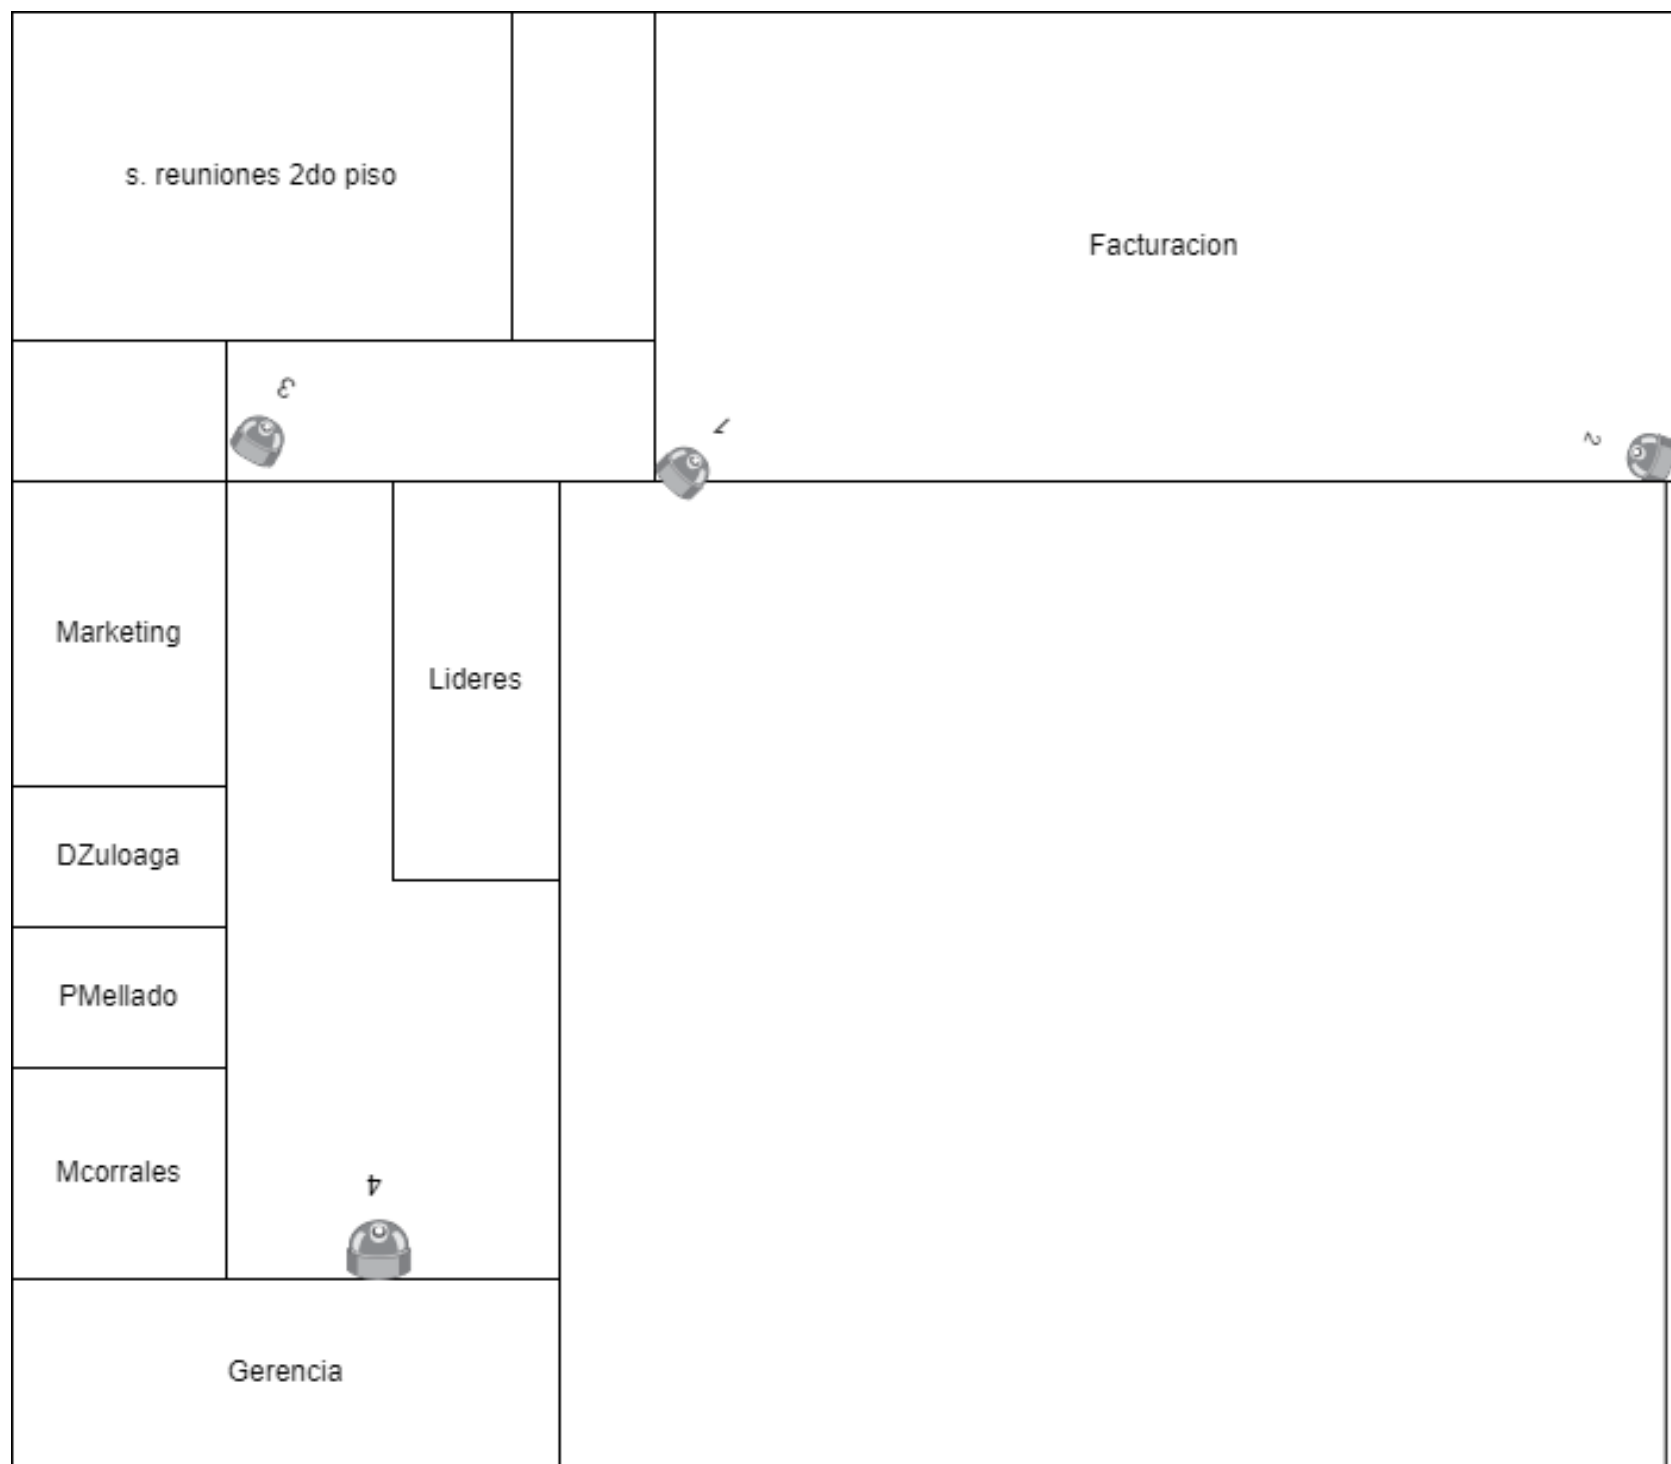 s. reuniones 2do piso
Facturacion
3
1
2
Marketing
Lideres
DZuloaga
PMellado
Mcorrales
4
Gerencia